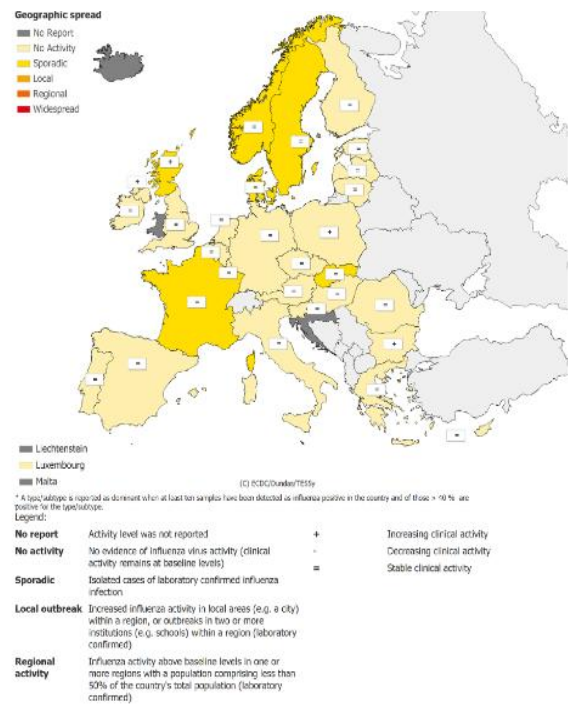 Geographic spread
No Report
No Activity
Sporadic
Local
Regional
Widespread
Liechtenstein
Luxembourg
Malta
(C) ECDC/Dundas/TESSy
* A type/subtype is reported as dominant when at least ten samples have been detected as influenza positive in the country and of those > 40 % are
positive for the type/subtype.
Legend:
No report Activity level was not reported + Increasing clinical activity
No activity No evidence of influenza virus activity (clinical - Decreasing clinical activity
activity remains at baseline levels)
= Stable clinical activity
Sporadic Isolated cases of laboratory confirmed influenza
infection
Local outbreak Increased influenza activity in local areas (e.g. a city)
within a region, or outbreaks in two or more
institutions (e.g. schools) within a region (laboratory
confirmed)
Regional Influenza activity above baseline levels in one or
activity more regions with a population comprising less than
50% of the country's total population (laboratory
confirmed)